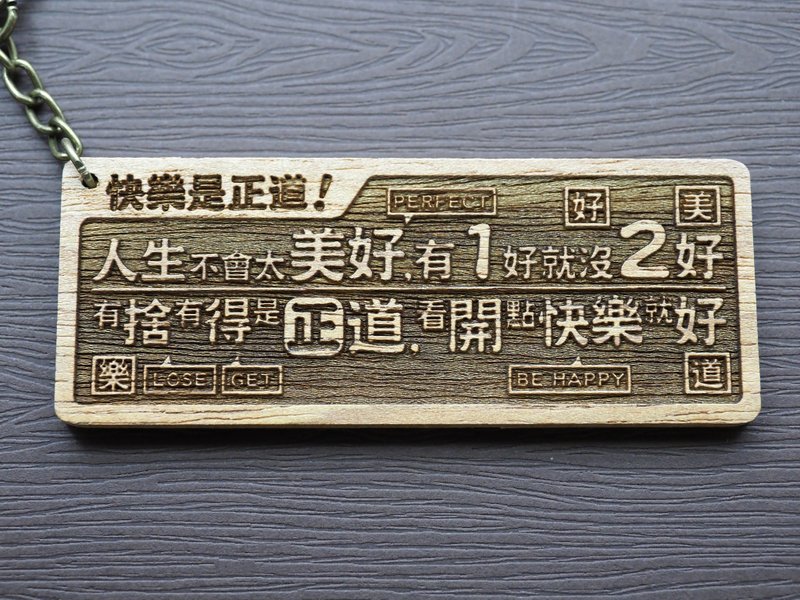 快樂是正道!
PERFECT 好 美
人生不會太美好,有1好就沒2好
有捨有得是正道,看開點快樂就好
樂 LOSE GET BE HAPPY 道